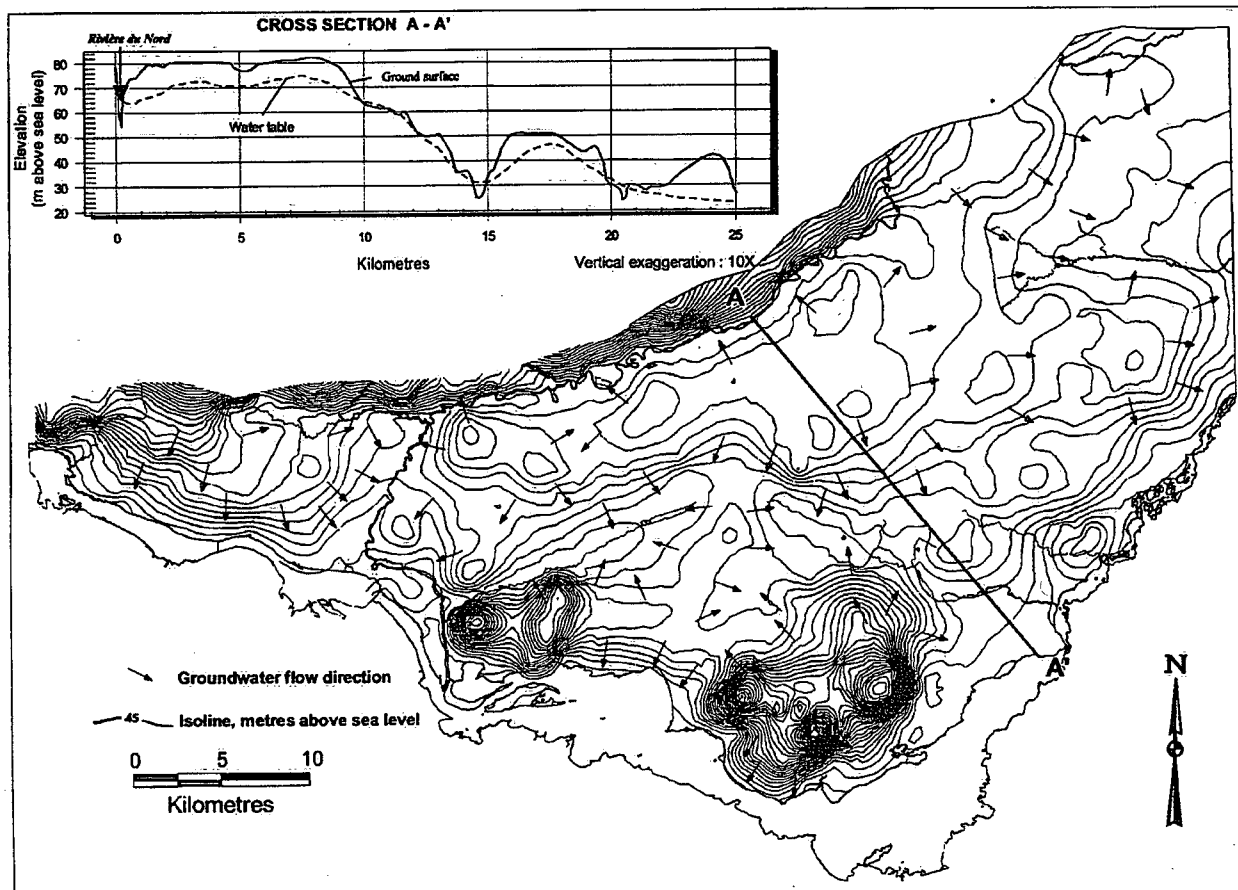 CROSS SECTION A - A'
Rivière du Nord
80
70
60
50
40
30
20
Elevation
(m above sea level)
Ground surface
Water table
0 5 10 15 20 25
Kilometres
Vertical exaggeration : 10X
A
A'
Groundwater flow direction
45 Isoline, metres above sea level
0 5 10
Kilometres
N